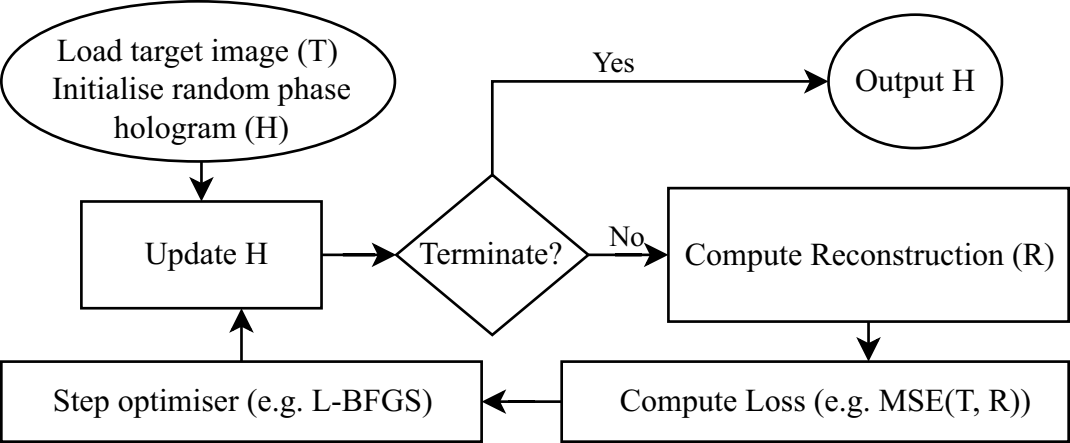 Load target image (T)
Initialise random phase
hologram (H)
Yes
Output H
Update H
Terminate?
No
Compute Reconstruction (R)
Step optimiser (e.g. L-BFGS)
Compute Loss (e.g. MSE(T, R))